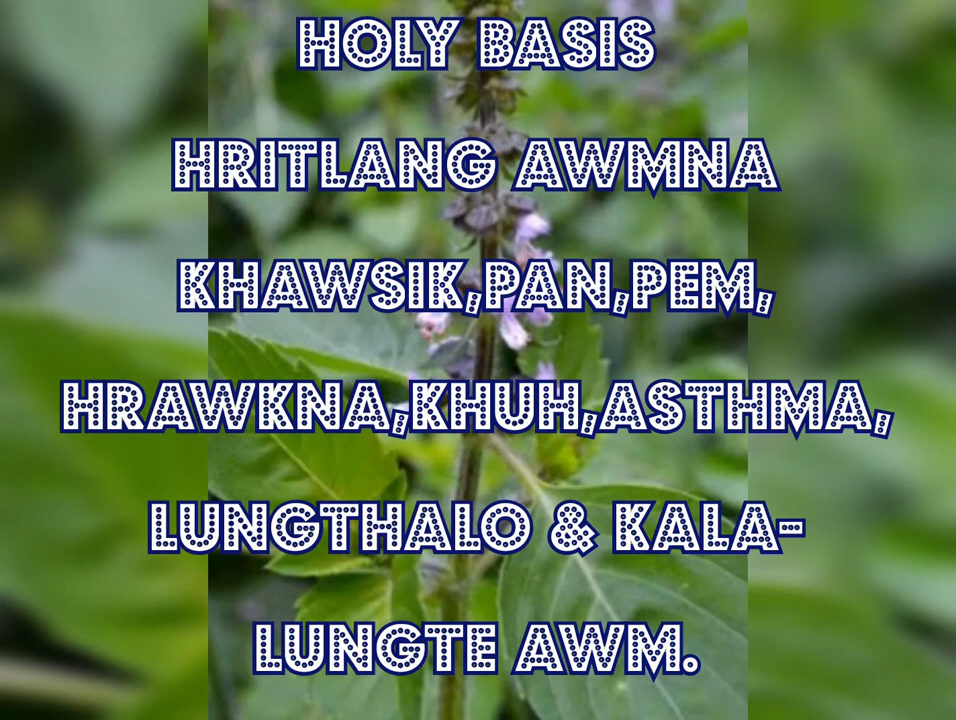 HOLY BASIS
HRITLANG AWMNA
KHAWSIK,PAN,PEM,
HRAWKNA,KHUH,ASTHMA,
LUNGTHALO & KALA-
LUNGTE AWM.